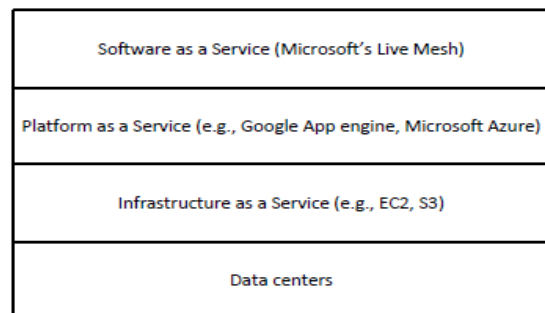 Software as a Service (Microsoft's Live Mesh)
Platform as a Service (e.g., Google App engine, Microsoft Azure)
Infrastructure as a Service (e.g., EC2, S3)
Data centers